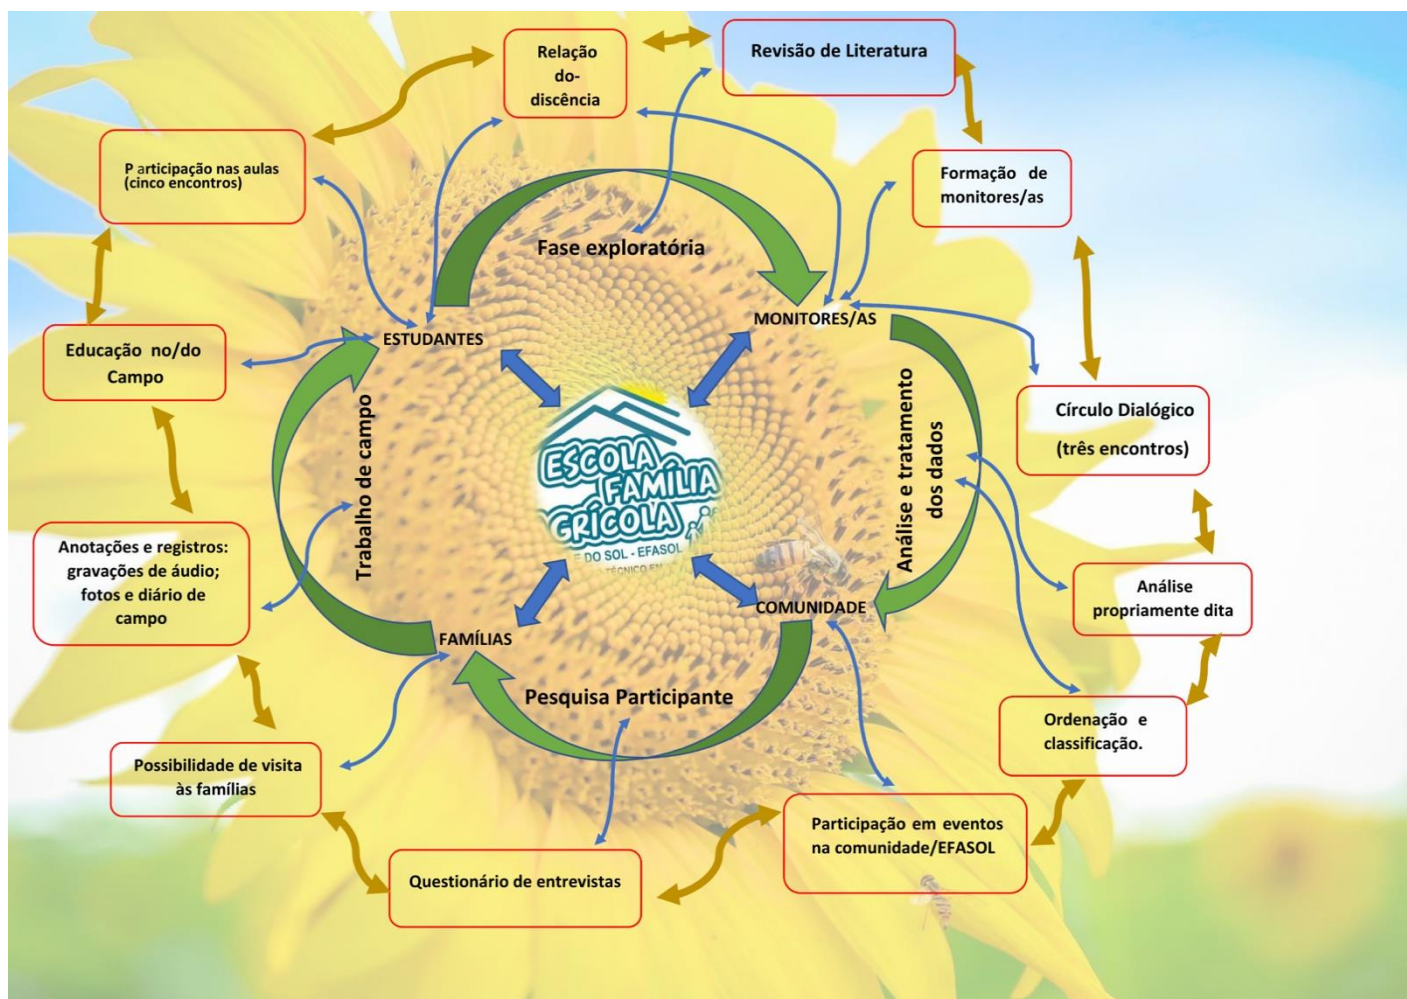 Relação
do-
discência
Revisão de Literatura
Participação nas aulas
(cinco encontros)
Formação de
monitores/as
Fase exploratória
ESTUDANTES
MONITORES/AS
Educação no/do
Campo
Círculo Dialógico
(três encontros)
Trabalho de campo
Análise e tratamento
dos dados
ESCOLA
FAMÍLIA
GRÍCOLA
E DO SOL - EFASOL
TÉCNICO EM
Anotações e registros:
gravações de áudio;
fotos e diário de
campo
Análise
propriamente dita
COMUNIDADE
FAMÍLIAS
Pesquisa Participante
Ordenação e
classificação.
Possibilidade de visita
às famílias
Participação em eventos
na comunidade/EFASOL
Questionário de entrevistas